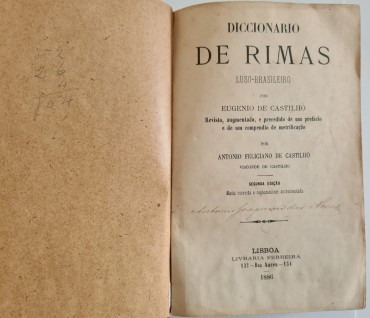 DICCIONARIO
DE RIMAS
LUSO-BRASILEIRO
POR
EUGENIO DE CASTILHO
Revisto, augmentado, e precedido de um prefacio
e de um compendio de metrificação
POR
ANTONIO FELICIANO DE CASTILHO
VISCONDE DE CASTILHO
SEGUNDA EDIÇÃO
Muito correcta e copiosamente accrescentada
LISBOA
LIVRARIA FERREIRA
132 - Rua Aurea - 134
1886